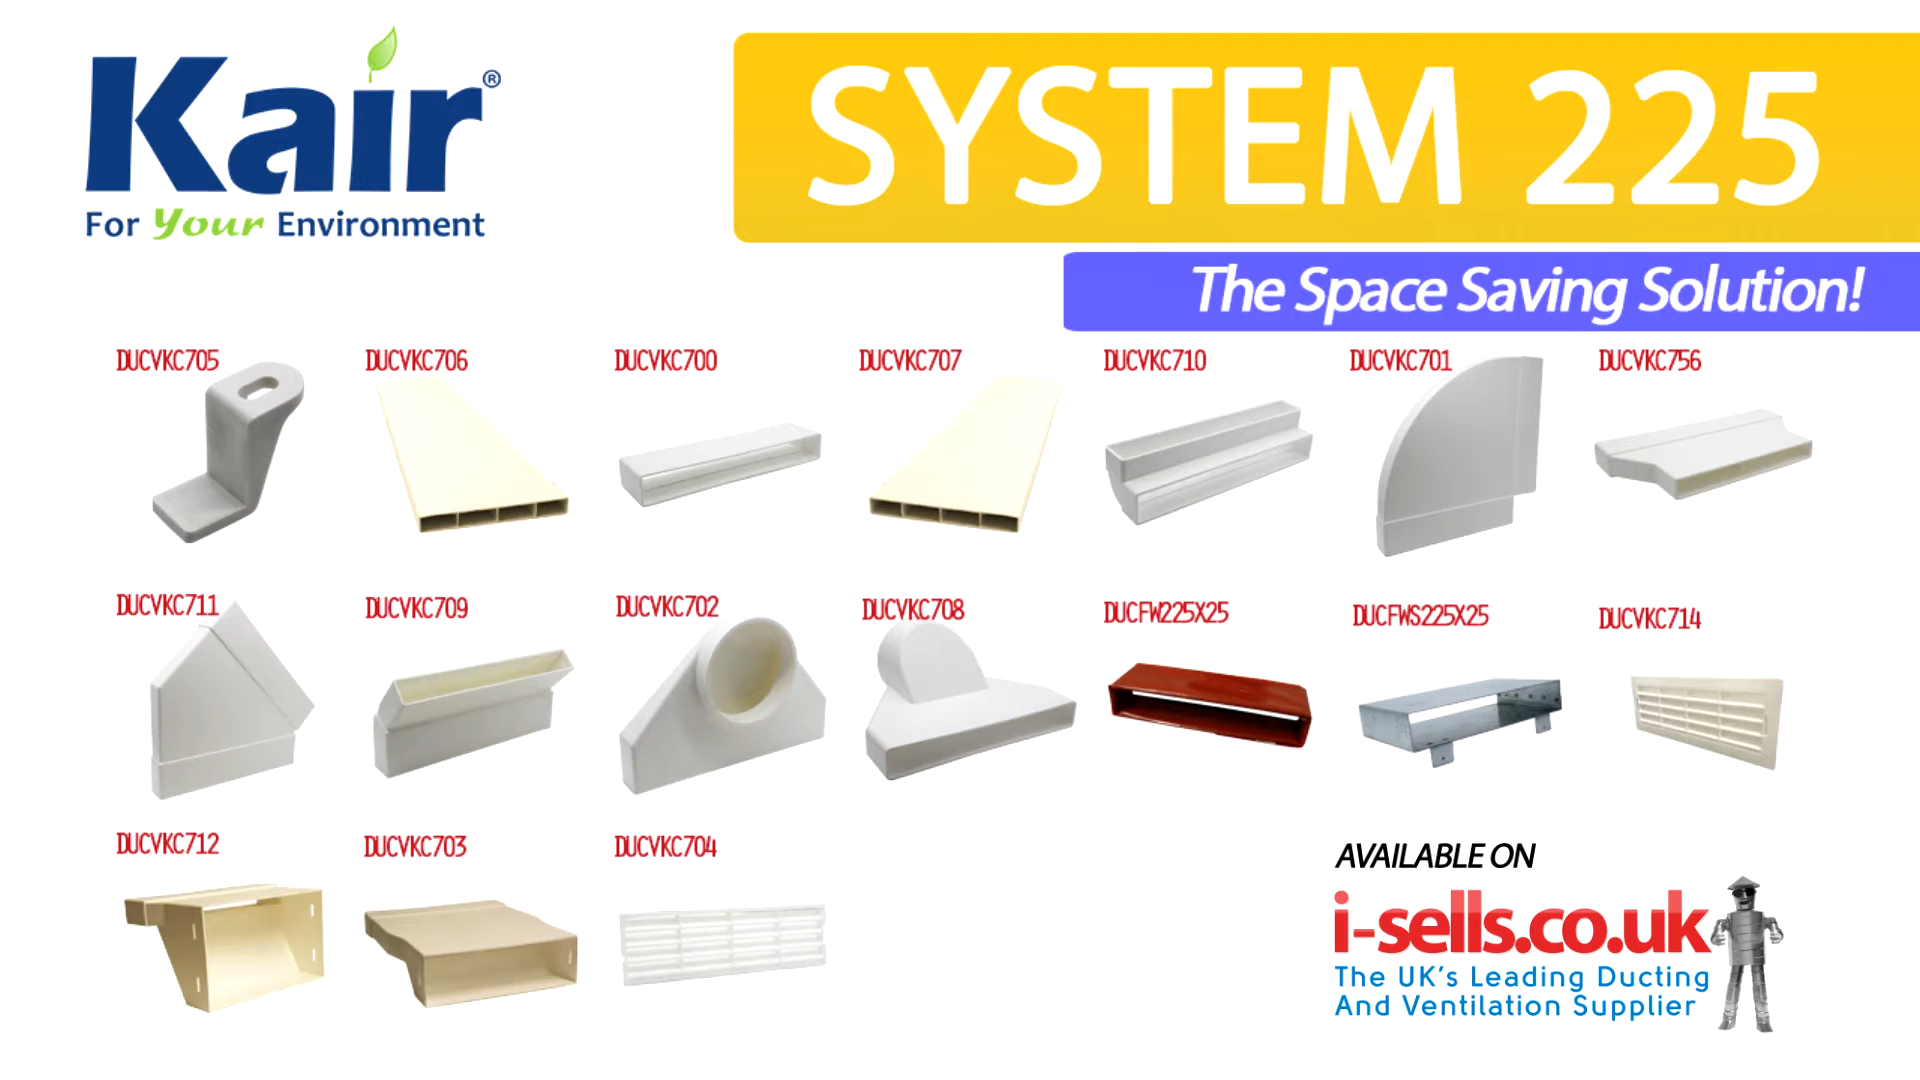 Kair®
For Your Environment
SYSTEM 225
The Space Saving Solution!
DUCVKC705
DUCVKC706
DUCVKC700
DUCVKC707
DUCVKC710
DUCVKC701
DUCVKC756
DUCVKC711
DUCVKC709
DUCVKC702
DUCVKC708
DUCFW225X25
DUCFWS225X25
DUCVKC714
DUCVKC712
DUCVKC703
DUCVKC704
AVAILABLE ON
i-sells.co.uk
The UK's Leading Ducting
And Ventilation Supplier